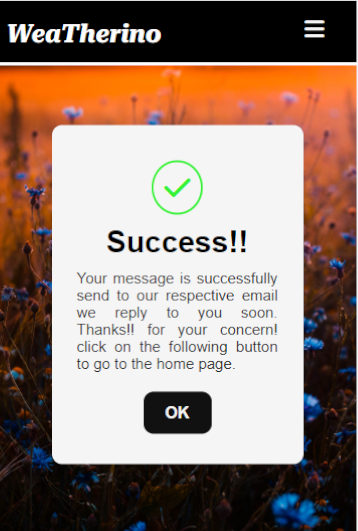 WeaTherino
Success!!
Your message is successfully
send to our respective email
we reply to you soon.
Thanks!! for your concern!
click on the following button
to go to the home page.
OK